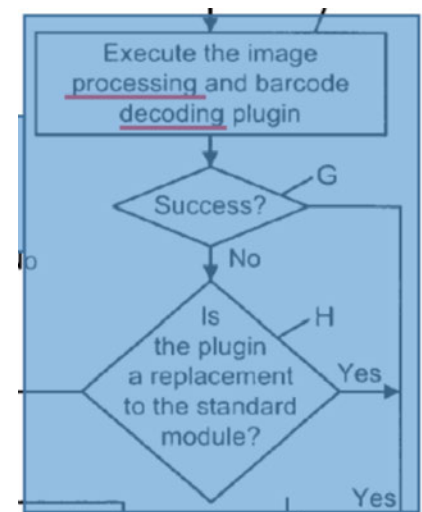 Execute the image
processing and barcode
decoding plugin
G
Success?
No
No
Is
the plugin
a replacement
to the standard
module?
H
Yes
Yes